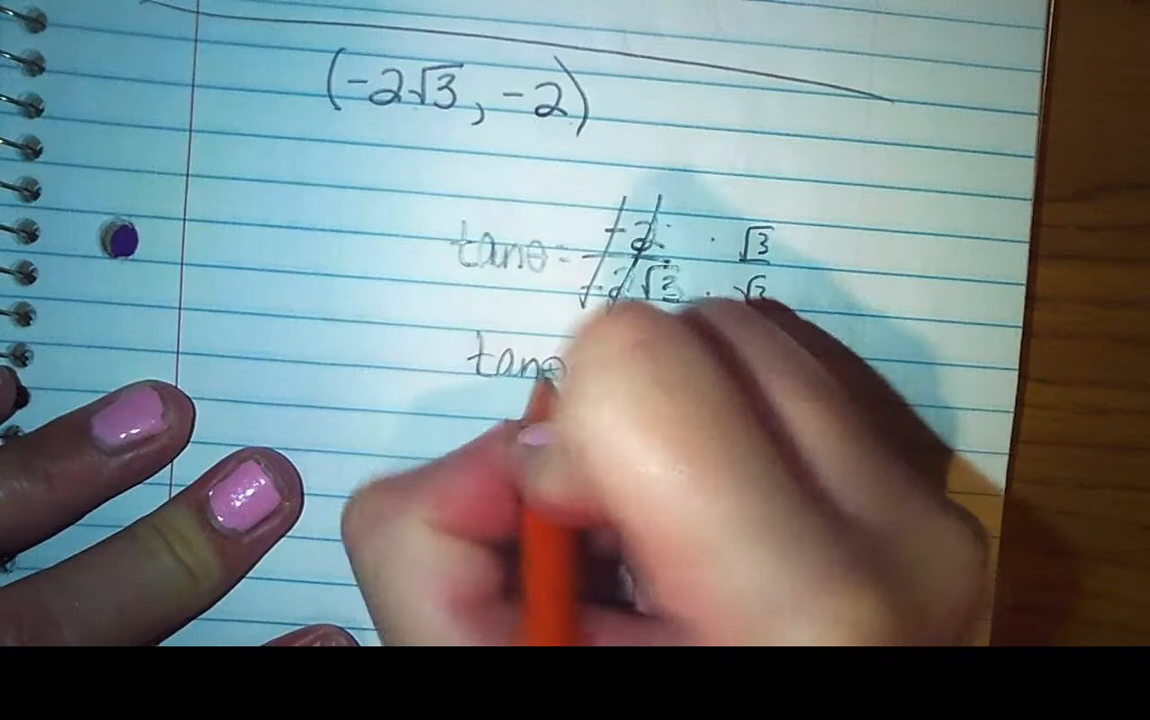 (-2√3, -2)
tanθ = -2 · √3
-2√3 · √3
tanθ